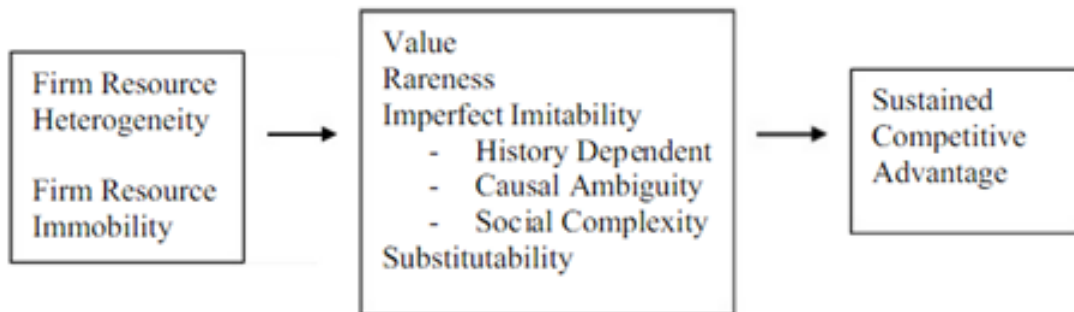 Firm Resource
Heterogeneity
Firm Resource
Immobility
Value
Rareness
Imperfect Imitability
- History Dependent
- Causal Ambiguity
- Social Complexity
Substitutability
Sustained
Competitive
Advantage